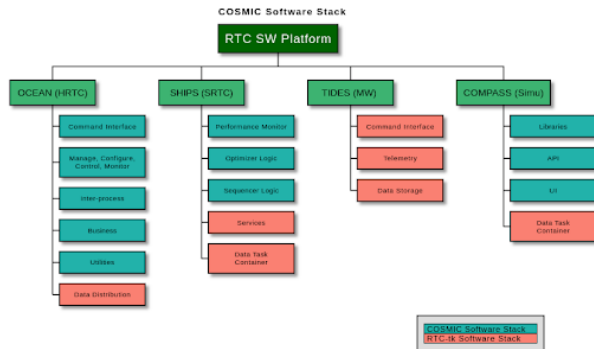 COSMIC Software Stack
RTC SW Platform
OCEAN (HRTC)
SHIPS (SRTC)
TIDES (MW)
COMPASS (Simu)
Command Interface
Manage, Configure,
Control, Monitor
Inter-process
Business
Utilities
Data Distribution
Performance Monitor
Optimizer Logic
Sequencer Logic
Services
Data Task
Container
Command Interface
Telemetry
Data Storage
Libraries
API
UI
Data Task
Container
COSMIC Software Stack
RTC-tk Software Stack